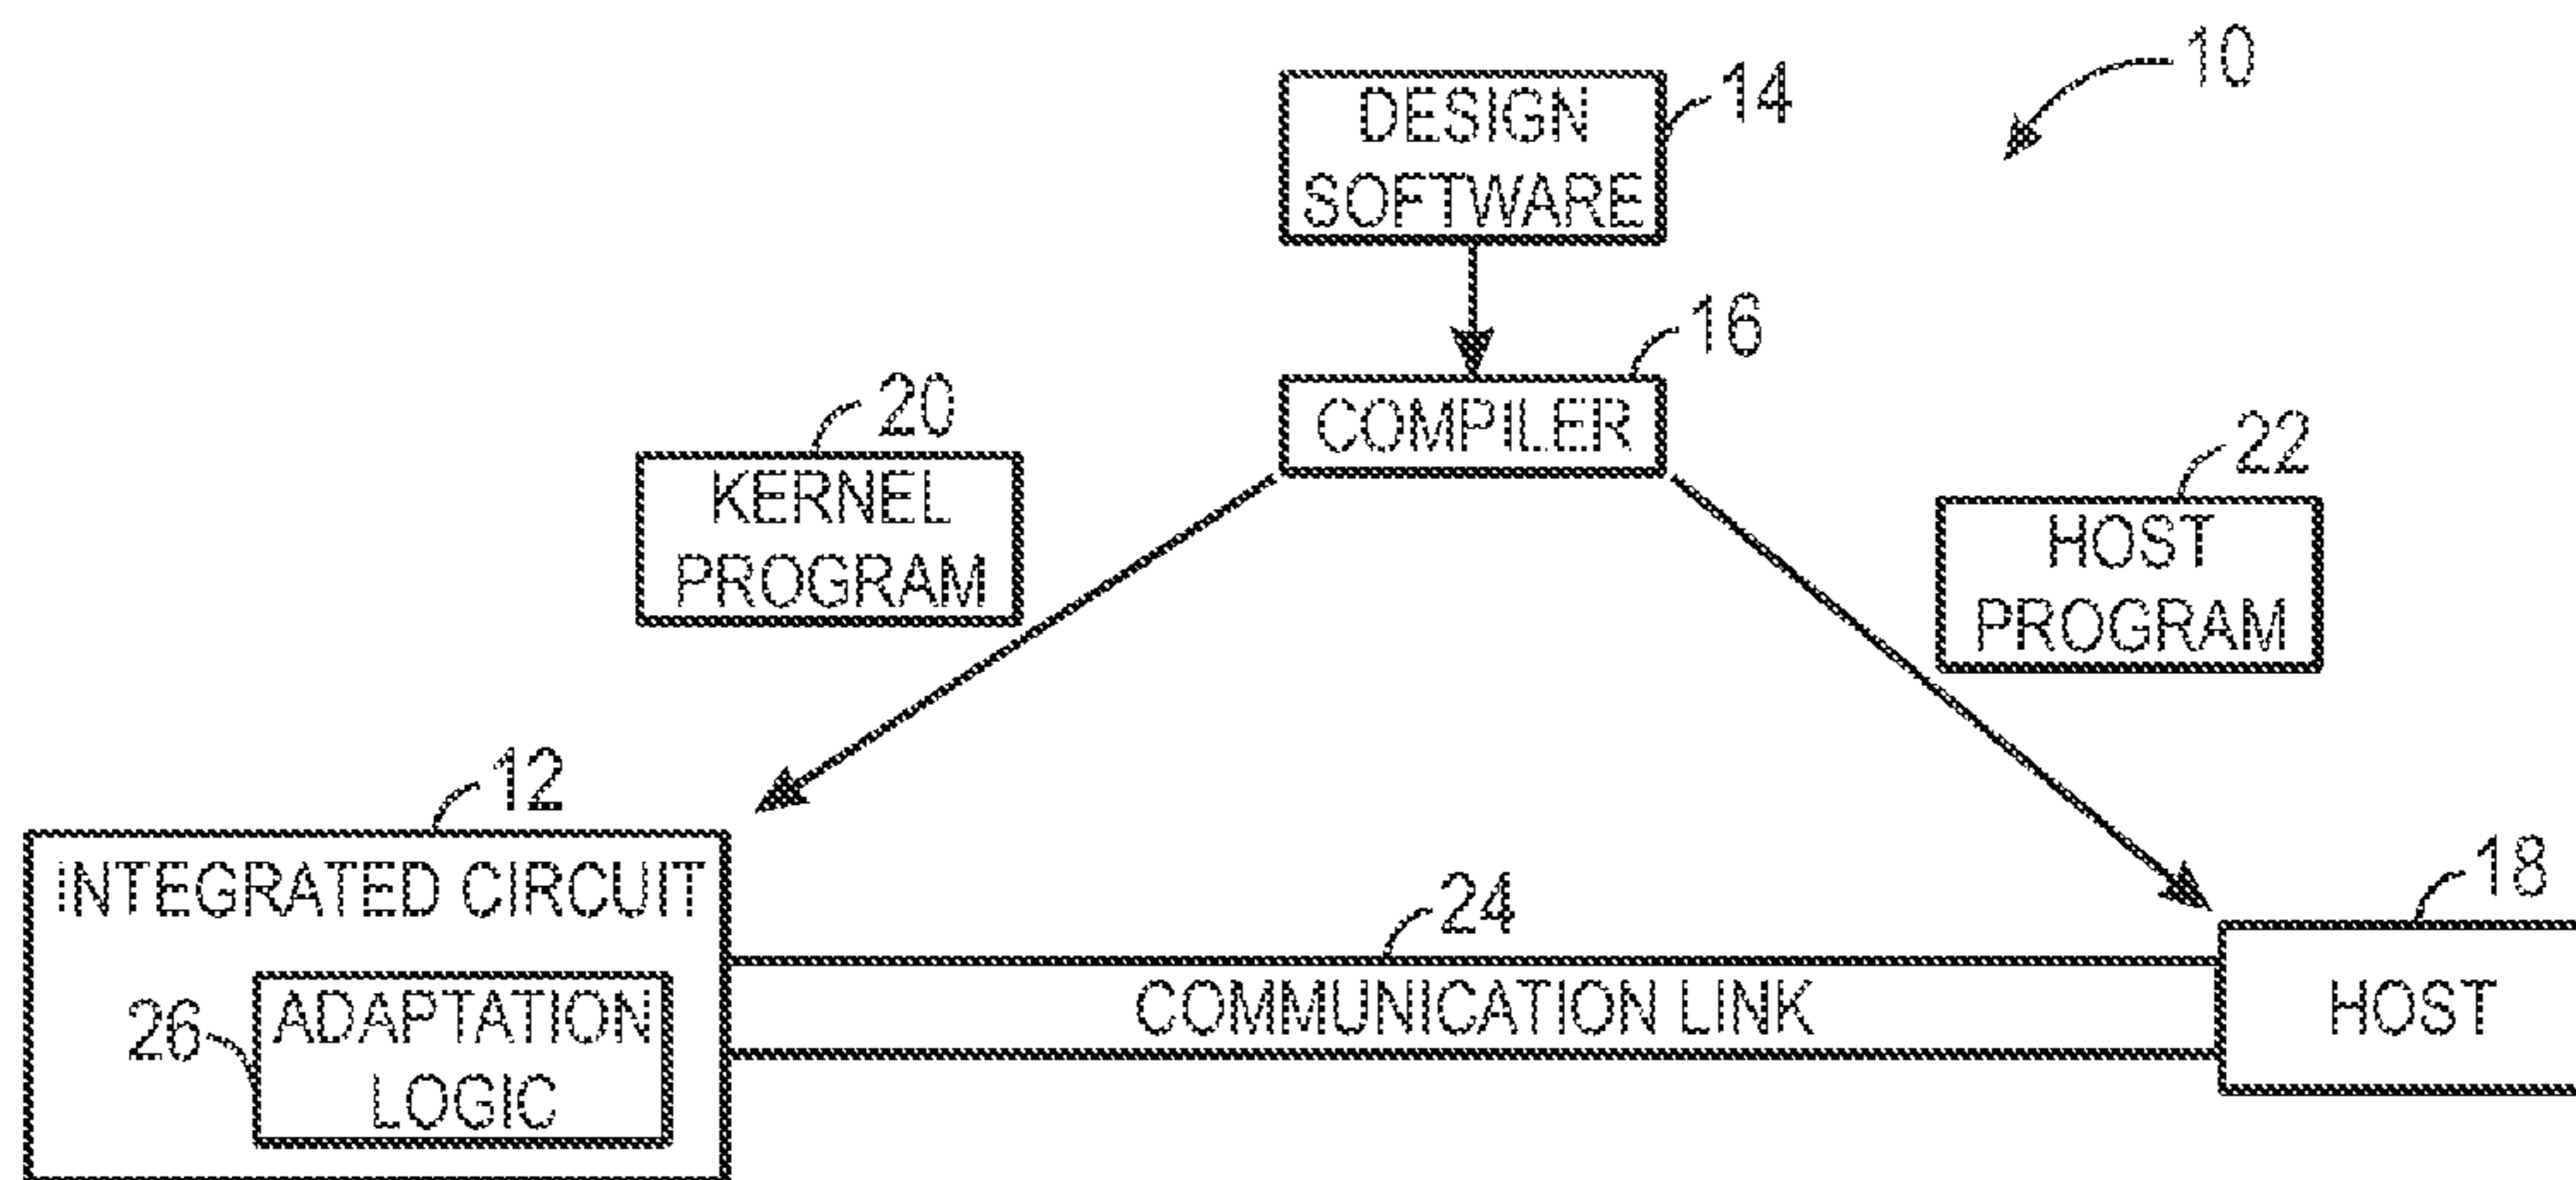 10
DESIGN
SOFTWARE
14
16
COMPILER
20
KERNEL
PROGRAM
22
HOST
PROGRAM
12
INTEGRATED CIRCUIT
26
ADAPTATION
LOGIC
24
COMMUNICATION LINK
18
HOST